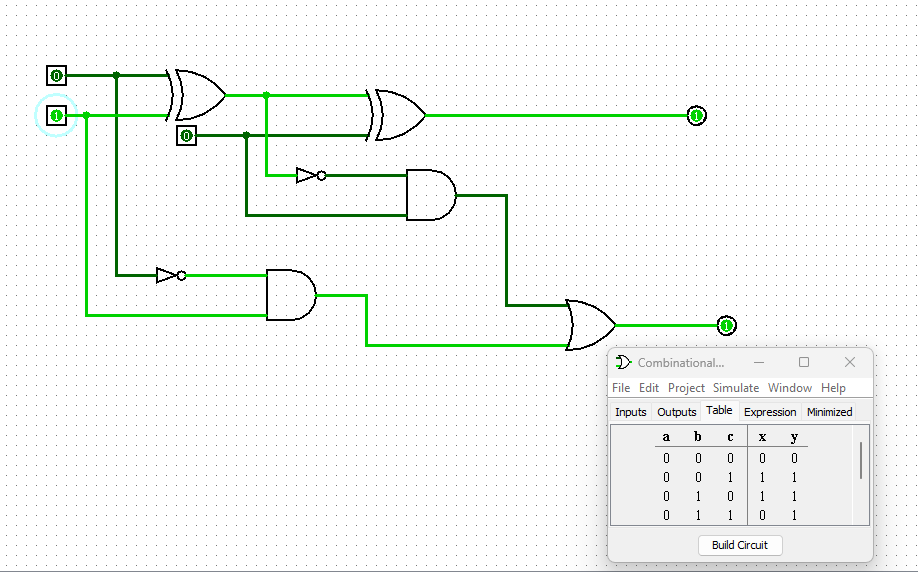 0
1
1
0
1
Combinational...
File Edit Project Simulate Window Help
Inputs Outputs Table Expression Minimized
a b c x y
0 0 0 0 0
0 0 1 1 1
0 1 0 1 1
0 1 1 0 1
Build Circuit